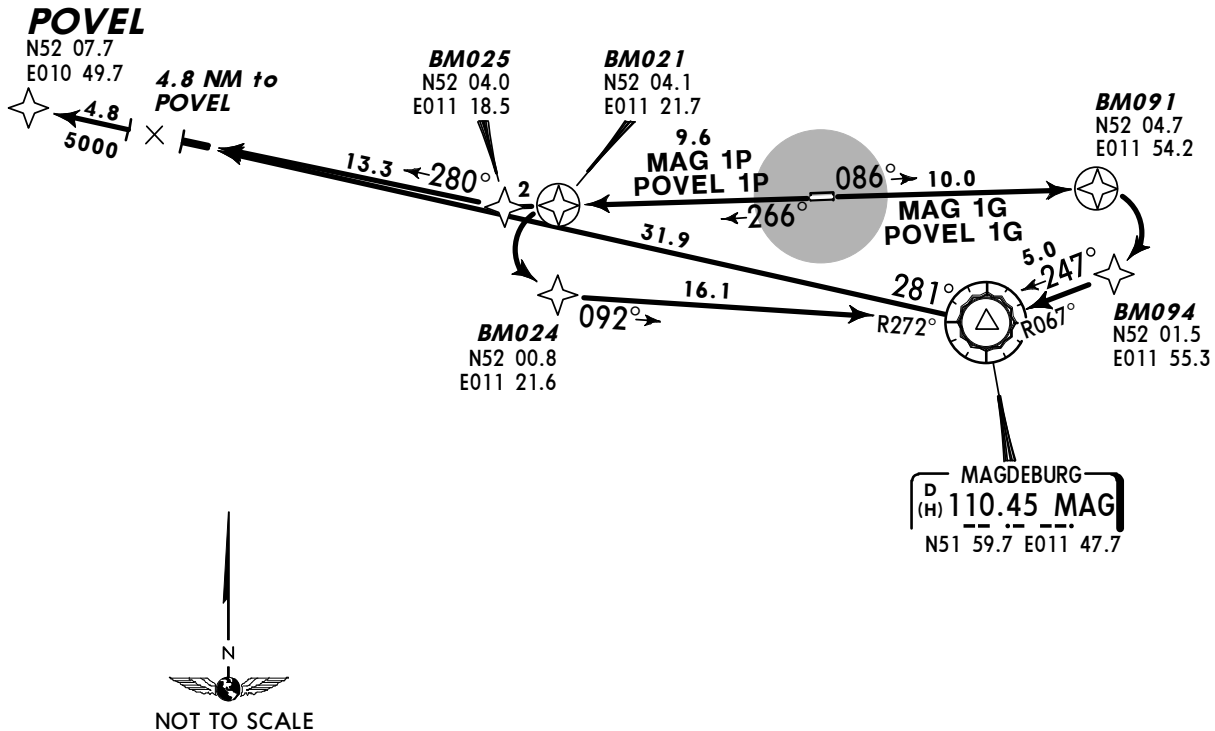 POVEL
N52 07.7
E010 49.7
4.8 NM to
POVEL
4.8
5000
BM025
N52 04.0
E011 18.5
BM021
N52 04.1
E011 21.7
BM091
N52 04.7
E011 54.2
13.3
280°
2
9.6
MAG 1P
POVEL 1P
266°
086°
10.0
MAG 1G
POVEL 1G
31.9
281°
5.0
247°
16.1
092°
R272°
R067°
BM024
N52 00.8
E011 21.6
BM094
N52 01.5
E011 55.3
MAGDEBURG
D
(H) 110.45 MAG
N51 59.7 E011 47.7
N
NOT TO SCALE